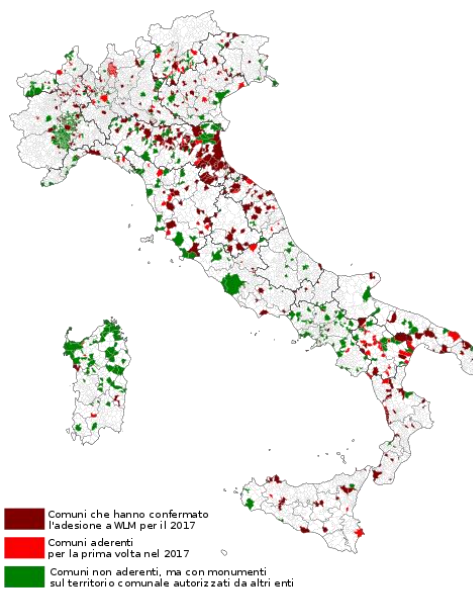 Comuni che hanno confermato
l'adesione a WLM per il 2017
Comuni aderenti
per la prima volta nel 2017
Comuni non aderenti, ma con monumenti
sul territorio comunale autorizzati da altri enti